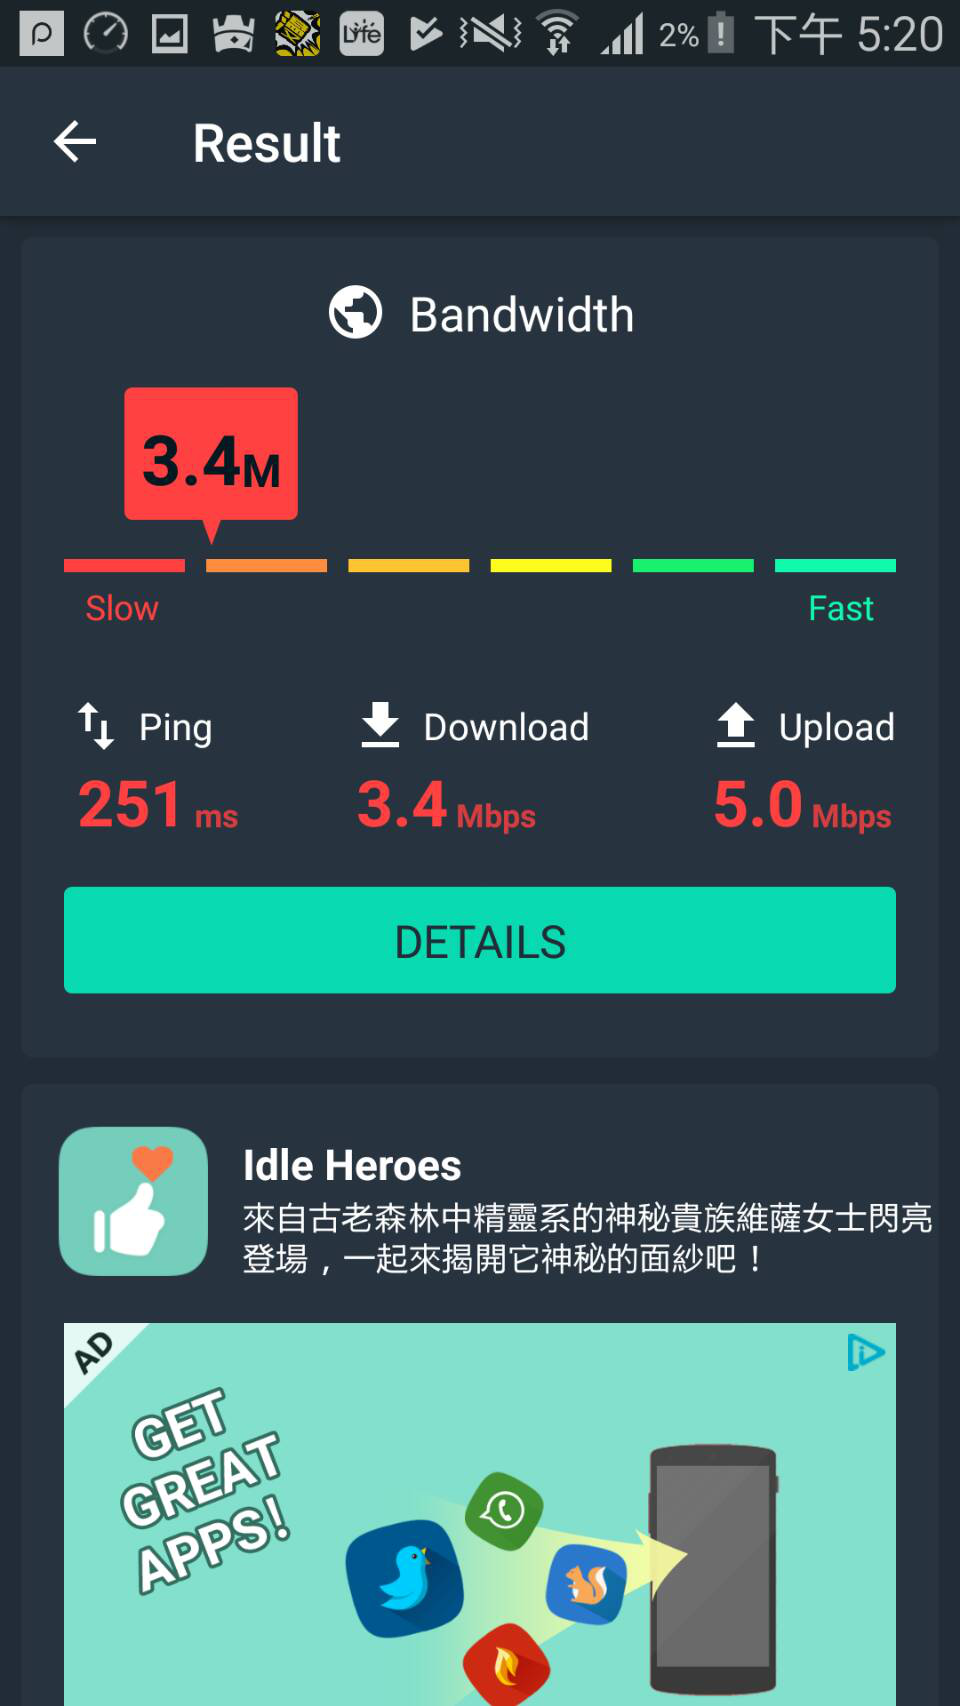 Lyfe 2% 下午 5:20
Result
Bandwidth
3.4M
Slow Fast
Ping Download Upload
251 ms 3.4 Mbps 5.0 Mbps
DETAILS
Idle Heroes
來自古老森林中精靈系的神秘貴族維薩女士閃亮
登場，一起來揭開它神秘的面紗吧！
AD
GET
GREAT
APPS!